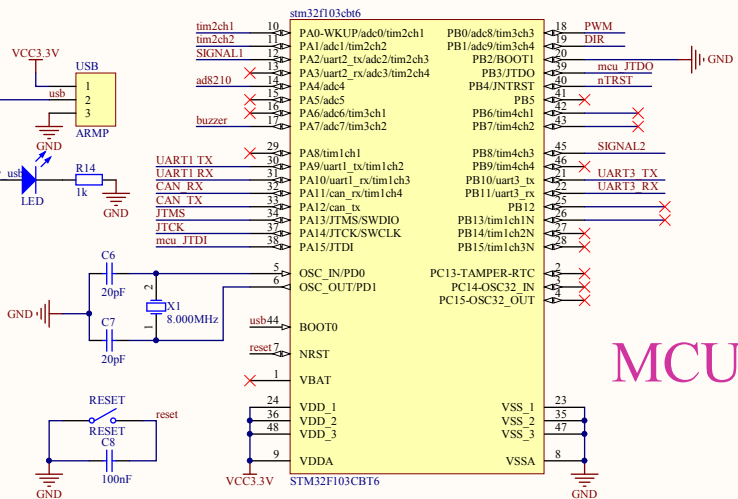 stm32f103cbt6
tim2ch1 10 PA0-WKUP/adc0/tim2ch1 PB0/adc8/tim3ch3 18 PWM
tim2ch2 11 PA1/adc1/tim2ch2 PB1/adc9/tim3ch4 19 DIR
SIGNAL1 12 PA2/uart2_tx/adc2/tim2ch3 PB2/BOOT1 20 GND
13 PA3/uart2_rx/adc3/tim2ch4 PB3/JTDO 39 mcu_JTDO
ad8210 14 PA4/adc4 PB4/JNTRST 40 nTRST
15 PA5/adc5 PB5 41
16 PA6/adc6/tim3ch1 PB6/tim4ch1 42
buzzer 17 PA7/adc7/tim3ch2 PB7/tim4ch2 43
29 PA8/tim1ch1 PB8/tim4ch3 45 SIGNAL2
UART1_TX 30 PA9/uart1_tx/tim1ch2 PB9/tim4ch4 46
UART1_RX 31 PA10/uart1_rx/tim1ch3 PB10/uart3_tx 21 UART3_TX
CAN_RX 32 PA11/can_rx/tim1ch4 PB11/uart3_rx 22 UART3_RX
CAN_TX 33 PA12/can_tx PB12 25
JTMS 34 PA13/JTMS/SWDIO PB13/tim1ch1N 26
JTCK 37 PA14/JTCK/SWCLK PB14/tim1ch2N 27
mcu_JTDI 38 PA15/JTDI PB15/tim1ch3N 28
5 OSC_IN/PD0 PC13-TAMPER-RTC 2
6 OSC_OUT/PD1 PC14-OSC32_IN 3
PC15-OSC32_OUT 4
usb 44 BOOT0
reset 7 NRST
1 VBAT
24 VDD_1 VSS_1 23
36 VDD_2 VSS_2 35
48 VDD_3 VSS_3 47
9 VDDA VSSA 8
VCC3.3V STM32F103CBT6 GND
MCU
VCC3.3V USB
1
usb 2
3
GND ARMP
usb
LED
R14
1k
GND
C6
20pF
GND
2
X1
1 8.000MHz
C7
20pF
RESET
reset
RESET
C8
100nF
GND